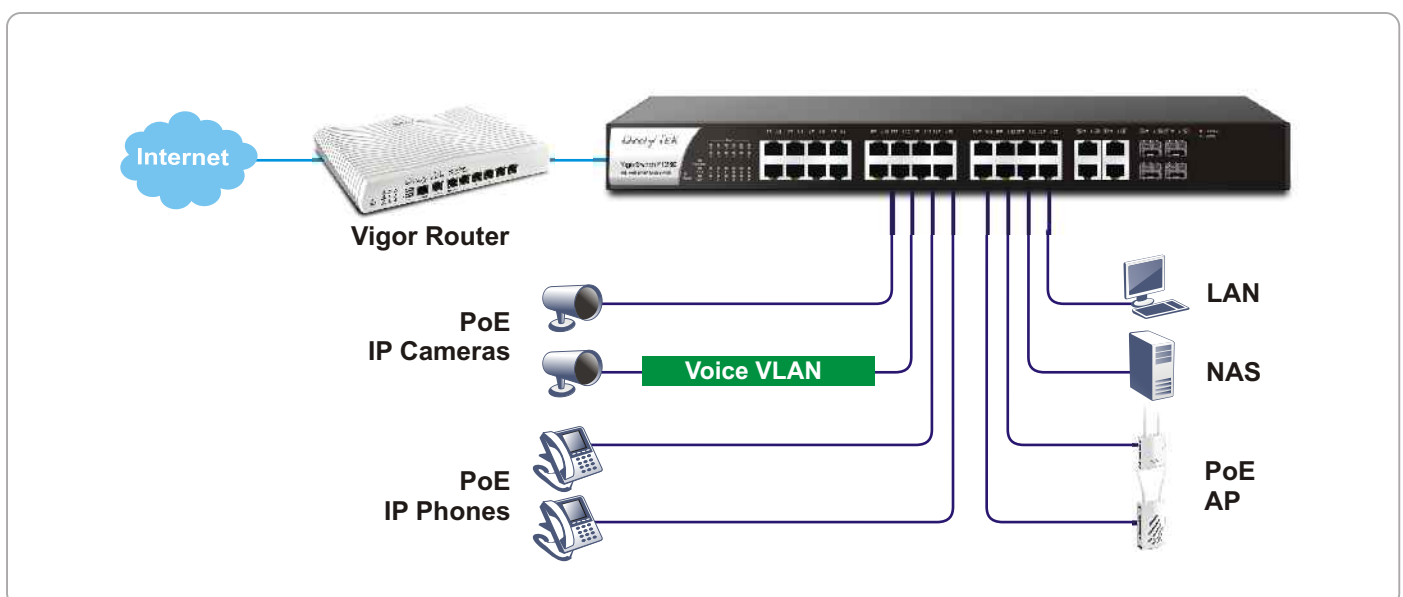 Internet
Vigor Router
PoE
IP Cameras
Voice VLAN
PoE
IP Phones
LAN
NAS
PoE
AP